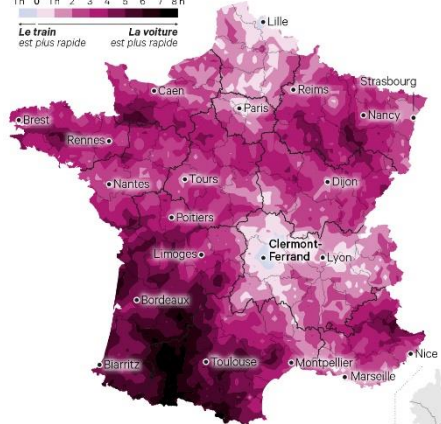 1h 0 1h 2 3 4 5 6 7 8h
Le train
est plus rapide
La voiture
est plus rapide
Lille
Caen
Reims
Strasbourg
Paris
Brest
Nancy
Rennes
Nantes
Tours
Dijon
Poitiers
Clermont-
Ferrand
Limoges
Lyon
Bordeaux
Biarritz
Toulouse
Montpellier
Nice
Marseille